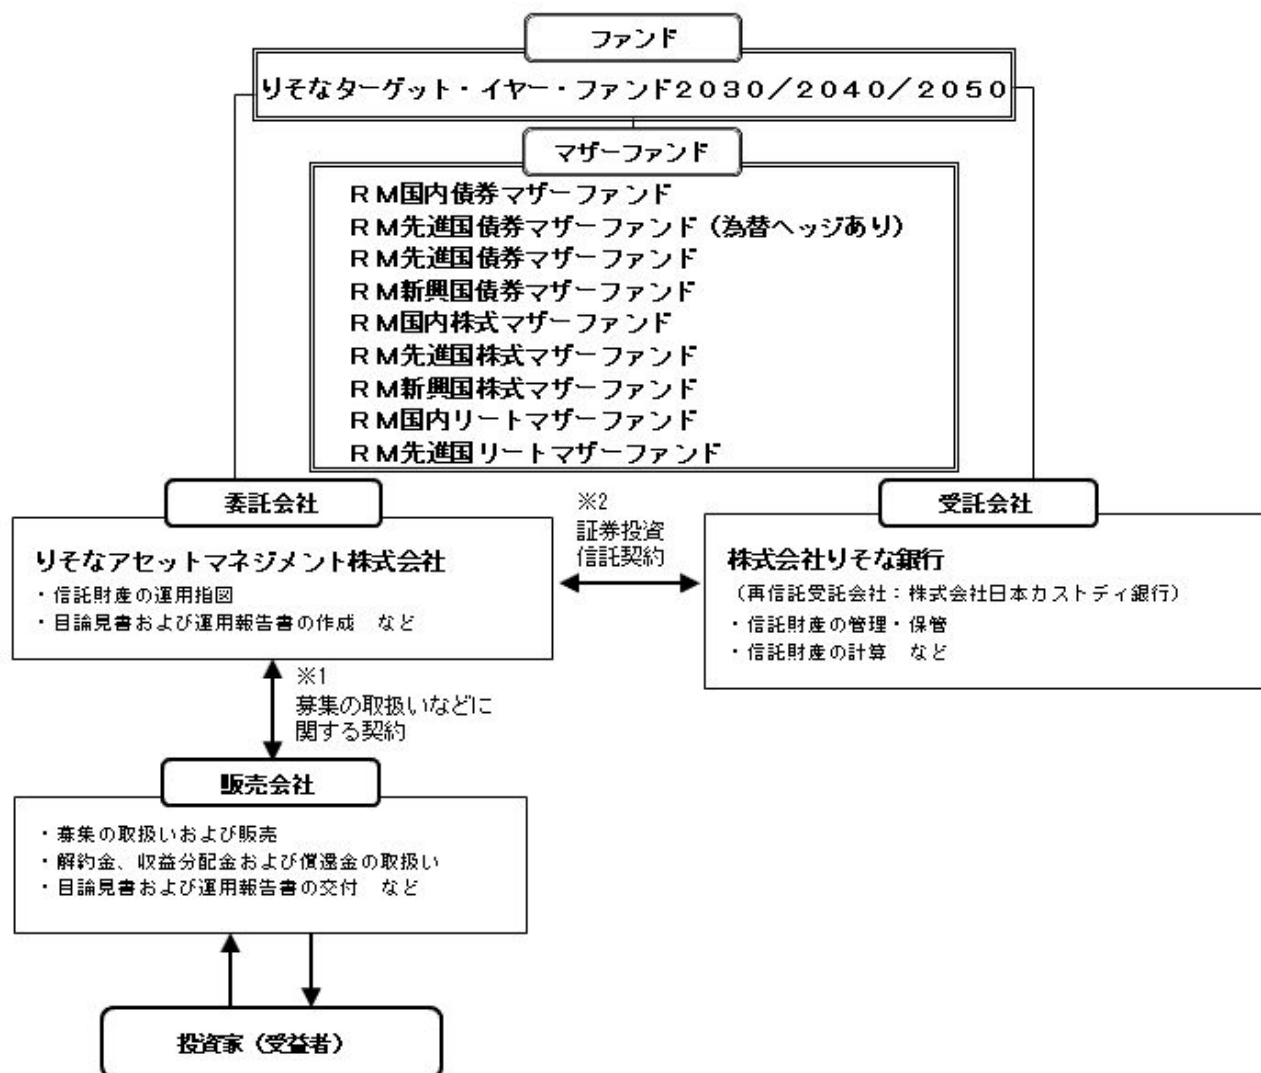 ファンド
りそなターゲット・イヤー・ファンド2030／2040／2050
マザーファンド
ＲＭ国内債券マザーファンド
ＲＭ先進国債券マザーファンド（為替ヘッジあり）
ＲＭ先進国債券マザーファンド
ＲＭ新興国債券マザーファンド
ＲＭ国内株式マザーファンド
ＲＭ先進国株式マザーファンド
ＲＭ新興国株式マザーファンド
ＲＭ国内リートマザーファンド
ＲＭ先進国リートマザーファンド
委託会社
りそなアセットマネジメント株式会社
・信託財産の運用指図
・目論見書および運用報告書の作成　など
※2
証券投資
信託契約
受託会社
株式会社りそな銀行
（再信託受託会社：株式会社日本カストディ銀行）
・信託財産の管理・保管
・信託財産の計算　など
※1
募集の取扱いなどに
関する契約
販売会社
・募集の取扱いおよび販売
・解約金、収益分配金および償還金の取扱い
・目論見書および運用報告書の交付　など
投資家（受益者）